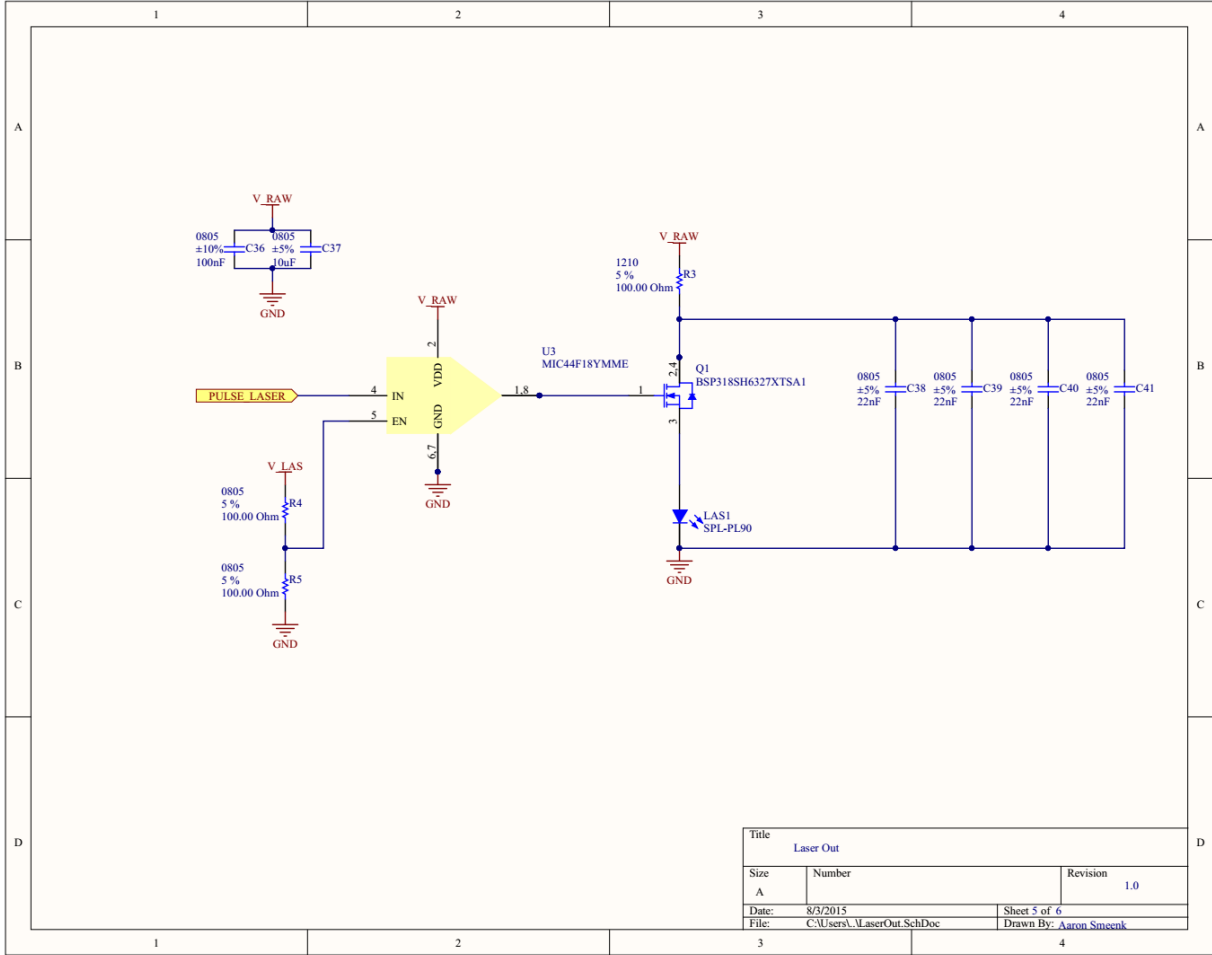 1 2 3 4
A A
V_RAW
0805 0805
±10% C36 ±5% C37
100nF 10uF
GND
V_RAW
1210
5 % R3
100.00 Ohm
V_RAW
B B
2
VDD
U3
MIC44F18YMME
PULSE_LASER 4 IN 1,8
5 EN
GND
6,7
GND
2,4
Q1
BSP318SH6327XTSA1
1
3
0805 0805 0805 0805
±5% C38 ±5% C39 ±5% C40 ±5% C41
22nF 22nF 22nF 22nF
V_LAS
0805
5 % R4
100.00 Ohm
LAS1
SPL-PL90
GND
0805
5 % R5
100.00 Ohm
C C
GND
D D
Title
Laser Out
Size Number Revision
A 1.0
Date: 8/3/2015 Sheet 5 of 6
File: C:\Users\..\LaserOut.SchDoc Drawn By: Aaron Smeenk
1 2 3 4